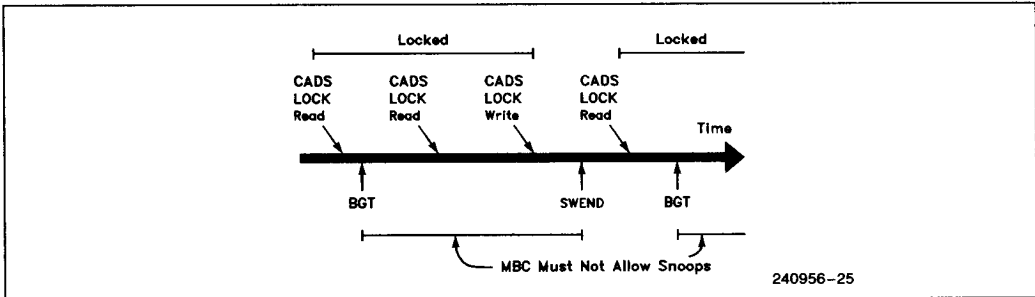 Locked
Locked
CADS
LOCK
Read
CADS
LOCK
Read
CADS
LOCK
Write
CADS
LOCK
Read
Time
BGT
SWEND
BGT
MBC Must Not Allow Snoops
240956-25